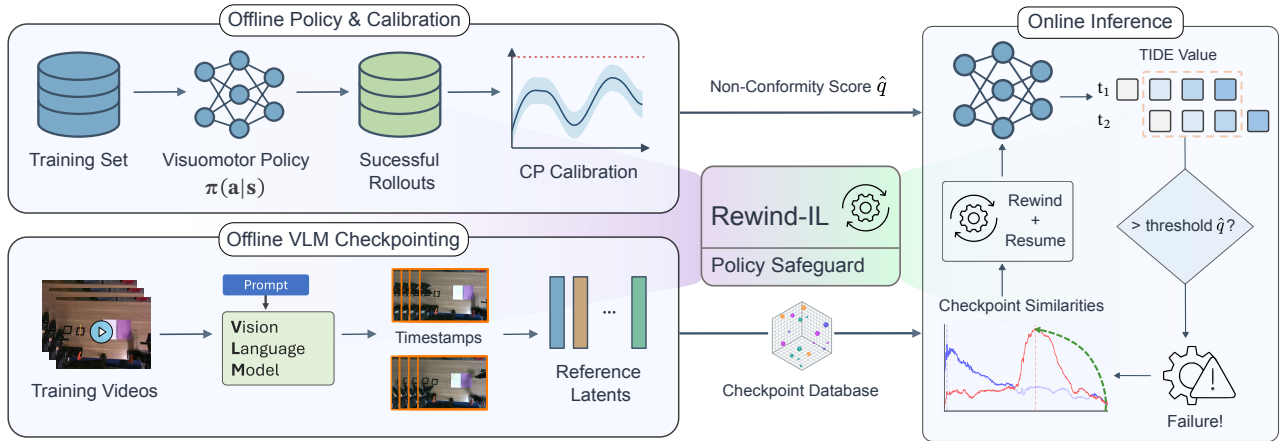 Offline Policy & Calibration
Training Set
Visuomotor Policy
π(a|s)
Sucessful
Rollouts
CP Calibration
Offline VLM Checkpointing
Training Videos
Prompt
Vision
Language
Model
Timestamps
...
Reference
Latents
Non-Conformity Score q̂
Rewind-IL
Policy Safeguard
Checkpoint Database
Online Inference
TIDE Value
t₁
t₂
> threshold q̂?
Rewind
+
Resume
Checkpoint Similarities
Failure!